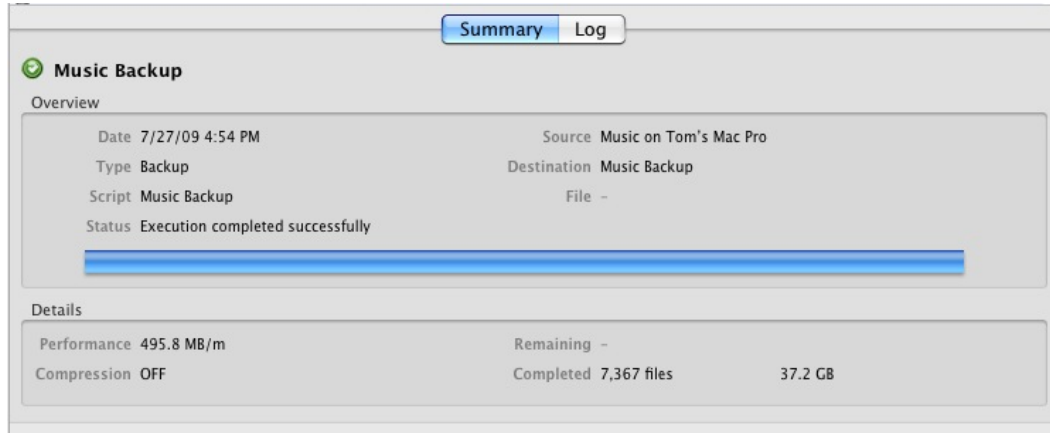 Summary Log
Music Backup
Overview
Date 7/27/09 4:54 PM Source Music on Tom's Mac Pro
Type Backup Destination Music Backup
Script Music Backup File –
Status Execution completed successfully
Details
Performance 495.8 MB/m Remaining –
Compression OFF Completed 7,367 files 37.2 GB